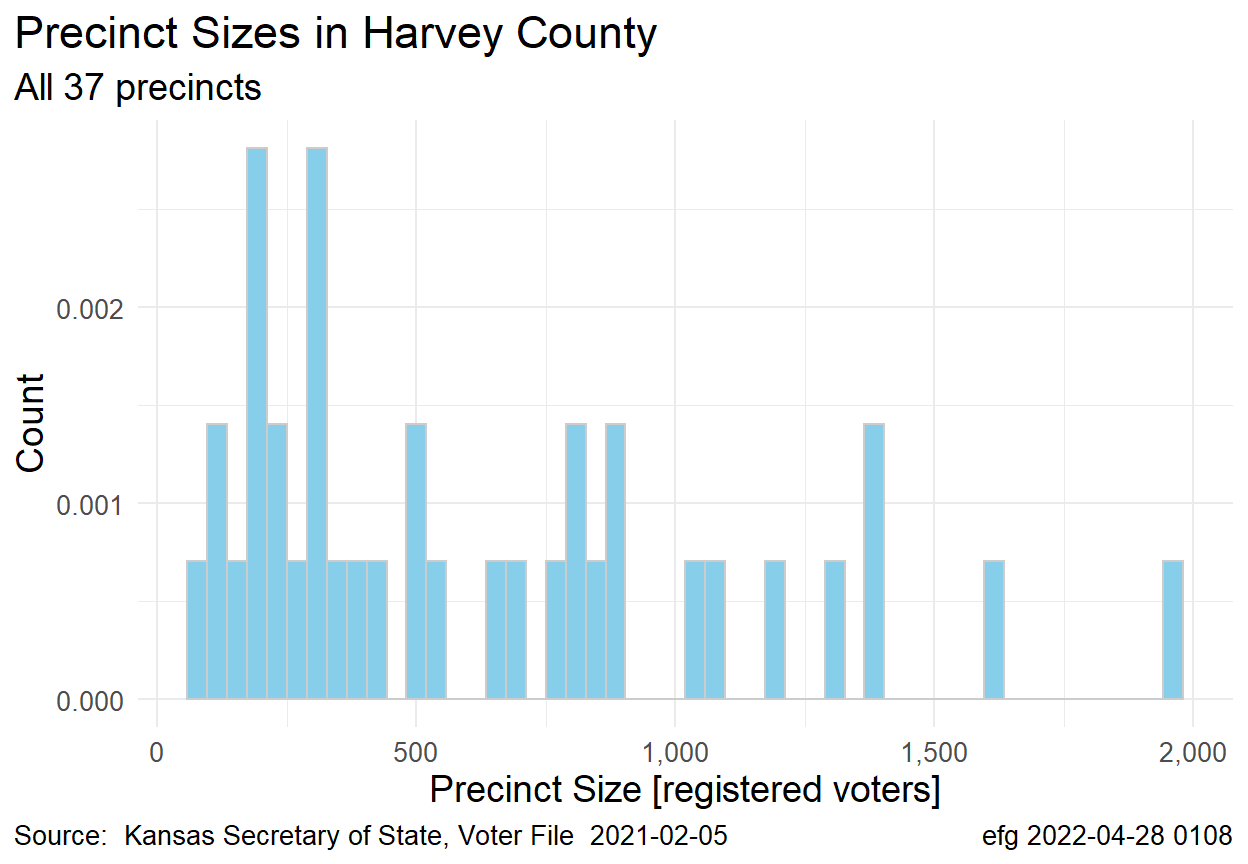 Precinct Sizes in Harvey County
All 37 precincts
0.002
0.001
0.000
Count
0 500 1,000 1,500 2,000
Precinct Size [registered voters]
Source:  Kansas Secretary of State, Voter File  2021-02-05
efg 2022-04-28 0108